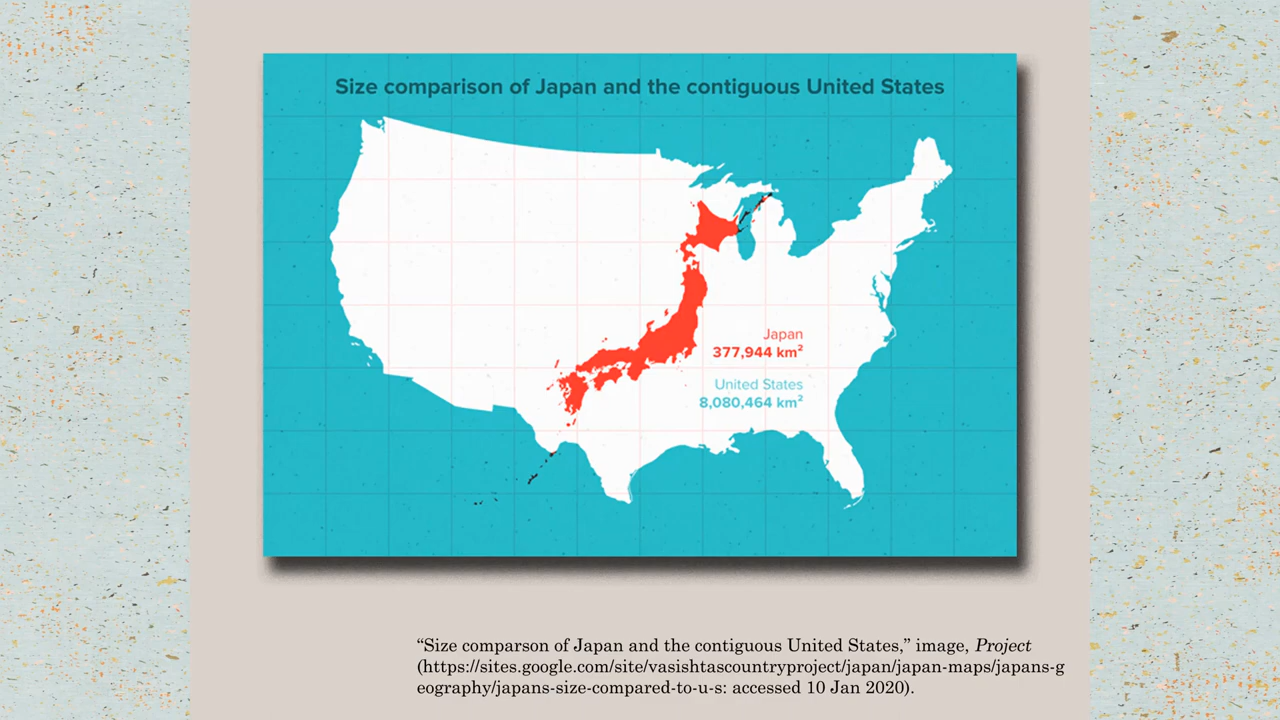 Size comparison of Japan and the contiguous United States
Japan
377,944 km²
United States
8,080,464 km²
“Size comparson of Japan and the contiguous United States,” image, Project
(https://sites.google.com/site/vasishtascountryproject/japan/japan-maps/japans-g
eography/japans-size-compared-to-u-s: accessed 10 Jan 2020).